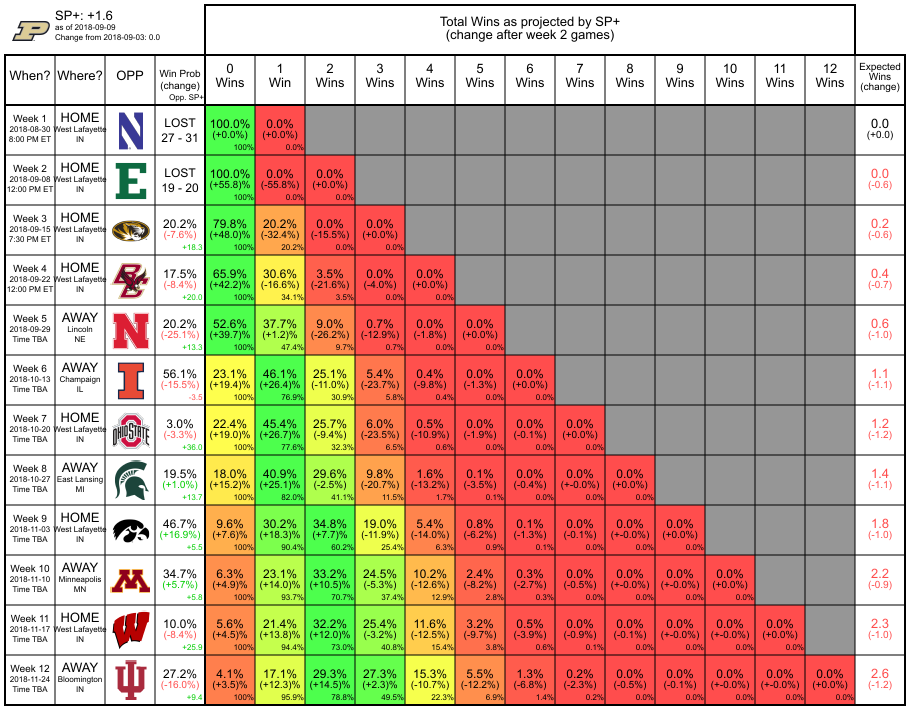 SP+: +1.6
as of 2018-09-09
Change from 2018-09-03: 0.0
Total Wins as projected by SP+
(change after week 2 games)
When? Where? OPP Win Prob (change) Opp. SP+ 0 Wins 1 Win 2 Wins 3 Wins 4 Wins 5 Wins 6 Wins 7 Wins 8 Wins 9 Wins 10 Wins 11 Wins 12 Wins Expected Wins (change)
Week 1 HOME N LOST 100.0% 0.0% 0.0
2018-08-30 West Lafayette 27 - 31 (+0.0%) (+0.0%) (+0.0)
8:00 PM ET IN 100% 0.0%
Week 2 HOME E LOST 100.0% 0.0% 0.0% 0.0
2018-09-08 West Lafayette 19 - 20 (+55.8)% (-55.8%) (+0.0%) (-0.6)
12:00 PM ET IN 100% 0.0% 0.0%
Week 3 HOME 20.2% 79.8% 20.2% 0.0% 0.0% 0.2
2018-09-15 West Lafayette (-7.6%) (+48.0)% (-32.4%) (-15.5%) (+0.0%) (-0.6)
7:30 PM ET IN +18.3 100% 20.2% 0.0% 0.0%
Week 4 HOME BC 17.5% 65.9% 30.6% 3.5% 0.0% 0.0% 0.4
2018-09-22 West Lafayette (-8.4%) (+42.2)% (-16.6%) (-21.6%) (-4.0%) (+0.0%) (-0.7)
12:00 PM ET IN +20.0 100% 34.1% 3.5% 0.0% 0.0%
Week 5 AWAY N 20.2% 52.6% 37.7% 9.0% 0.7% 0.0% 0.0% 0.6
2018-09-29 Lincoln (-25.1%) (+39.7)% (+1.2)% (-26.2%) (-12.9%) (-1.8%) (+0.0%) (-1.0)
Time TBA NE +13.3 100% 47.4% 9.7% 0.7% 0.0% 0.0%
Week 6 AWAY I 56.1% 23.1% 46.1% 25.1% 5.4% 0.4% 0.0% 0.0% 1.1
2018-10-13 Champaign (-15.5%) (+19.4)% (+26.4%) (-11.0%) (-23.7%) (-9.8%) (-1.3%) (+0.0%) (-1.1)
Time TBA IL -3.5 100% 76.9% 30.9% 5.8% 0.4% 0.0% 0.0%
Week 7 HOME OHIO STATE 3.0% 22.4% 45.4% 25.7% 6.0% 0.5% 0.0% 0.0% 0.0% 1.2
2018-10-20 West Lafayette (-3.3%) (+19.0)% (+26.7%) (-9.4%) (-23.5%) (-10.9%) (-1.9%) (-0.1%) (+0.0%) (-1.2)
Time TBA IN +36.0 100% 77.6% 32.3% 6.5% 0.6% 0.0% 0.0% 0.0%
Week 8 AWAY 19.5% 18.0% 40.9% 29.6% 9.8% 1.6% 0.1% 0.0% 0.0% 0.0% 1.4
2018-10-27 East Lansing (+1.0%) (+15.2)% (+25.1%) (-2.5%) (-20.7%) (-13.2%) (-3.5%) (-0.4%) (+-0.0%) (+0.0%) (-1.1)
Time TBA MI +13.7 100% 82.0% 41.1% 11.5% 1.7% 0.1% 0.0% 0.0% 0.0%
Week 9 HOME 46.7% 9.6% 30.2% 34.8% 19.0% 5.4% 0.8% 0.1% 0.0% 0.0% 0.0% 1.8
2018-11-03 West Lafayette (+16.9%) (+7.6)% (+18.3%) (+7.7%) (-11.9%) (-14.0%) (-6.2%) (-1.3%) (-0.1%) (+-0.0%) (+0.0%) (-1.0)
Time TBA IN +5.5 100% 90.4% 60.2% 25.4% 6.3% 0.9% 0.1% 0.0% 0.0% 0.0%
Week 10 AWAY M 34.7% 6.3% 23.1% 33.2% 24.5% 10.2% 2.4% 0.3% 0.0% 0.0% 0.0% 0.0% 2.2
2018-11-10 Minneapolis (+5.7%) (+4.9)% (+14.0%) (+10.5)% (-5.3%) (-12.6%) (-8.2%) (-2.7%) (-0.5%) (+-0.0%) (+-0.0%) (+0.0%) (-0.9)
Time TBA MN +5.8 100% 93.7% 70.7% 37.4% 12.9% 2.8% 0.3% 0.0% 0.0% 0.0% 0.0%
Week 11 HOME W 10.0% 5.6% 21.4% 32.2% 25.4% 11.6% 3.2% 0.5% 0.0% 0.0% 0.0% 0.0% 0.0% 2.3
2018-11-17 West Lafayette (-8.4%) (+4.5)% (+13.8%) (+12.0)% (-3.2%) (-12.5%) (-9.7%) (-3.9%) (-0.9%) (-0.1%) (+-0.0%) (+-0.0%) (+0.0%) (-1.0)
Time TBA IN +25.9 100% 94.4% 73.0% 40.8% 15.4% 3.8% 0.6% 0.1% 0.0% 0.0% 0.0% 0.0%
Week 12 AWAY 27.2% 4.1% 17.1% 29.3% 27.3% 15.3% 5.5% 1.3% 0.2% 0.0% 0.0% 0.0% 0.0% 0.0% 2.6
2018-11-24 Bloomington (-16.0%) (+3.5)% (+12.3)% (+14.5)% (+2.3)% (-10.7%) (-12.2%) (-6.8%) (-2.3%) (-0.5%) (-0.1%) (+-0.0%) (+-0.0%) (+0.0%) (-1.2)
Time TBA IN +9.4 100% 95.9% 78.8% 49.5% 22.3% 6.9% 1.4% 0.2% 0.0% 0.0% 0.0% 0.0% 0.0%